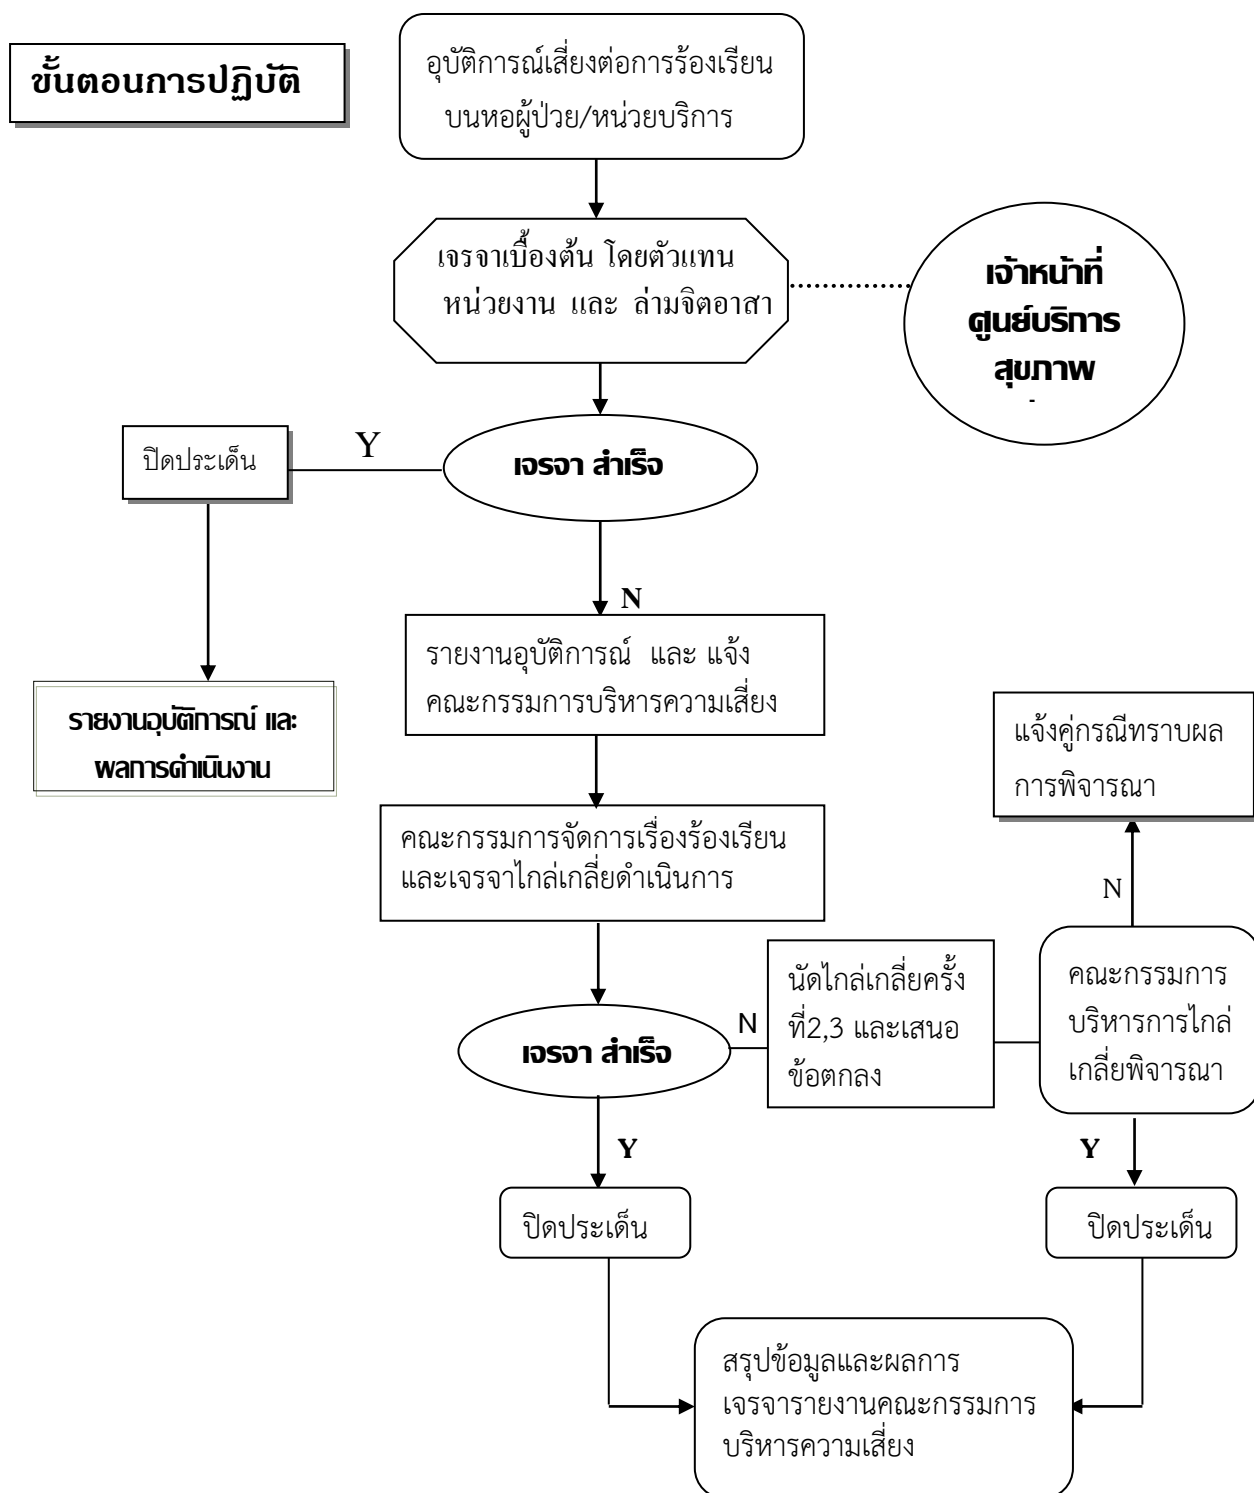 ขั้นตอนการปฏิบัติ
อุบัติการณ์เสี่ยงต่อการร้องเรียน
บนหอผู้ป่วย/หน่วยบริการ
เจรจาเบื้องต้น โดยตัวแทน
หน่วยงาน และ ล่ามจิตอาสา
เจ้าหน้าที่
ศูนย์บริการ
สุขภาพ
เจรจา สำเร็จ
Y
ปิดประเด็น
รายงานอุบัติการณ์ และ
ผลการดำเนินงาน
N
รายงานอุบัติการณ์ และ แจ้ง
คณะกรรมการบริหารความเสี่ยง
คณะกรรมการจัดการเรื่องร้องเรียน
และเจรจาไกล่เกลี่ยดำเนินการ
เจรจา สำเร็จ
N
นัดไกล่เกลี่ยครั้ง
ที่2,3 และเสนอ
ข้อตกลง
คณะกรรมการ
บริหารการไกล่
เกลี่ยพิจารณา
N
แจ้งคู่กรณีทราบผล
การพิจารณา
Y
ปิดประเด็น
Y
ปิดประเด็น
สรุปข้อมูลและผลการ
เจรจารายงานคณะกรรมการ
บริหารความเสี่ยง